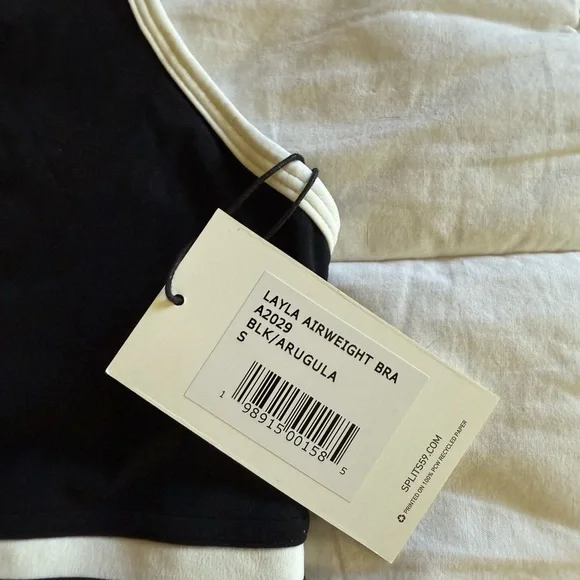 LAYLA AIRWEIGHT BRA
A2029
BLK/ARUGULA
S
1 98915 00158 5
SPLITS59.COM
♻ PRINTED ON 100% PCW RECYCLED PAPER